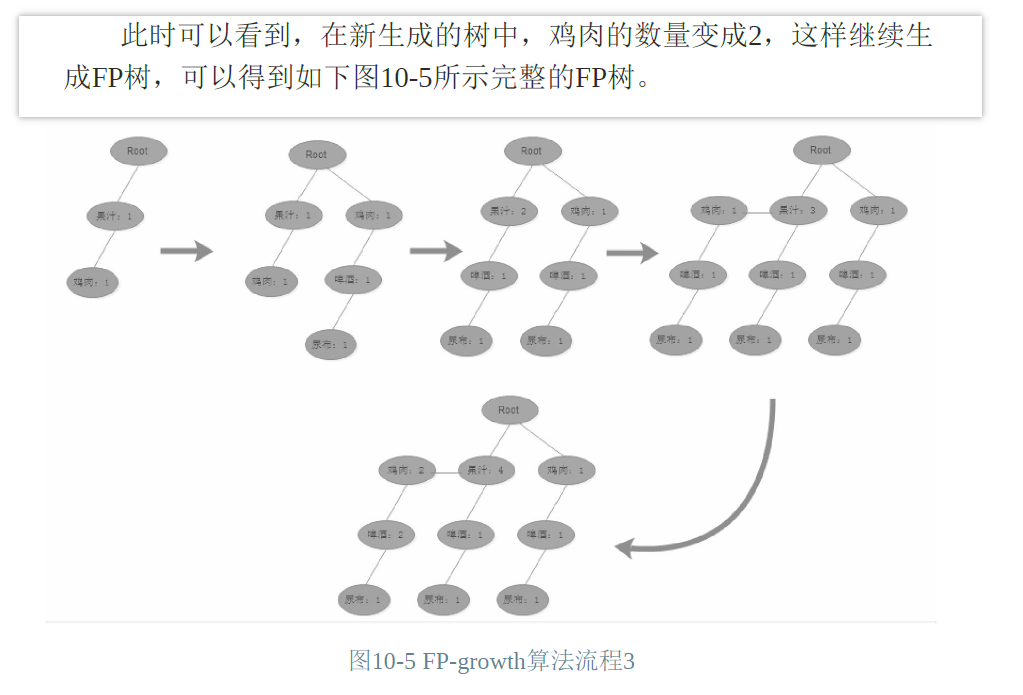 此时可以看到，在新生成的树中，鸡肉的数量变成2，这样继续生
成FP树，可以得到如下图10-5所示完整的FP树。
Root
果汁：1
鸡肉：1
Root
果汁：1
鸡肉：1
鸡肉：1
啤酒：1
尿布：1
Root
果汁：2
鸡肉：1
啤酒：1
啤酒：1
尿布：1
尿布：1
Root
鸡肉：1
果汁：3
鸡肉：1
啤酒：1
啤酒：1
啤酒：1
尿布：1
尿布：1
尿布：1
Root
鸡肉：2
果汁：4
鸡肉：1
啤酒：2
啤酒：1
啤酒：1
尿布：1
尿布：1
尿布：1
图10-5 FP-growth算法流程3